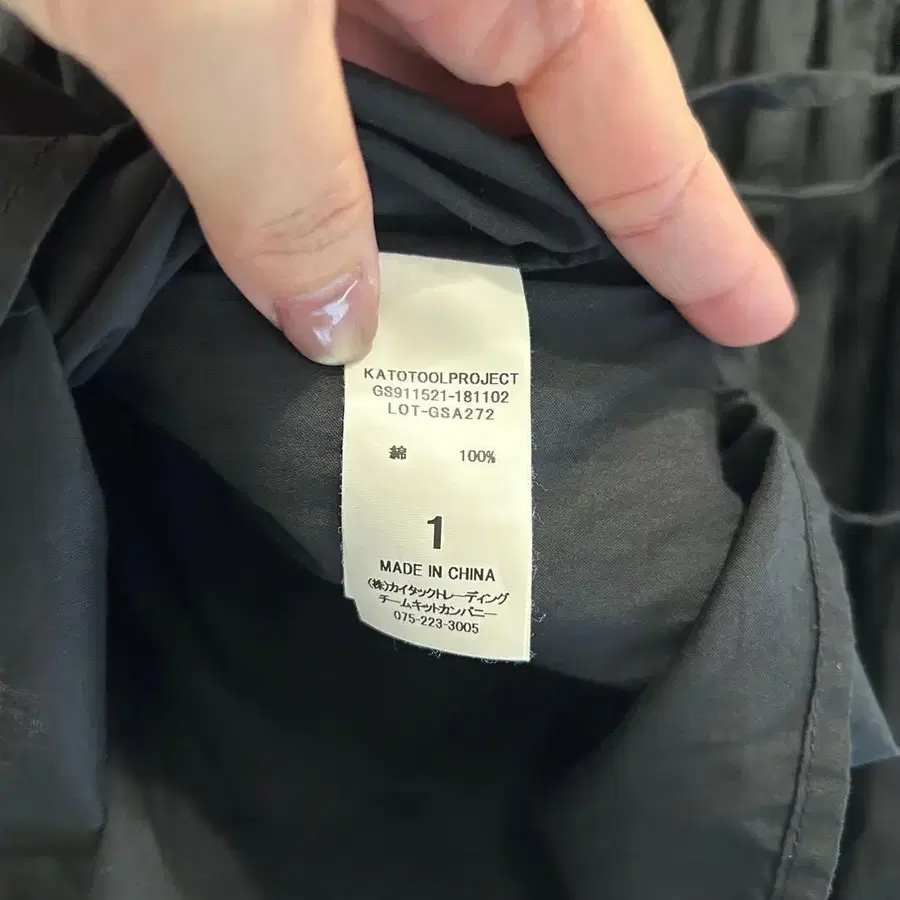 KATOTOOLPROJECT
GS911521-181102
LOT-GSA272
綿 100%
1
MADE IN CHINA
(株)カイタックトレーディング
チームキットカンパニー
075-223-3005